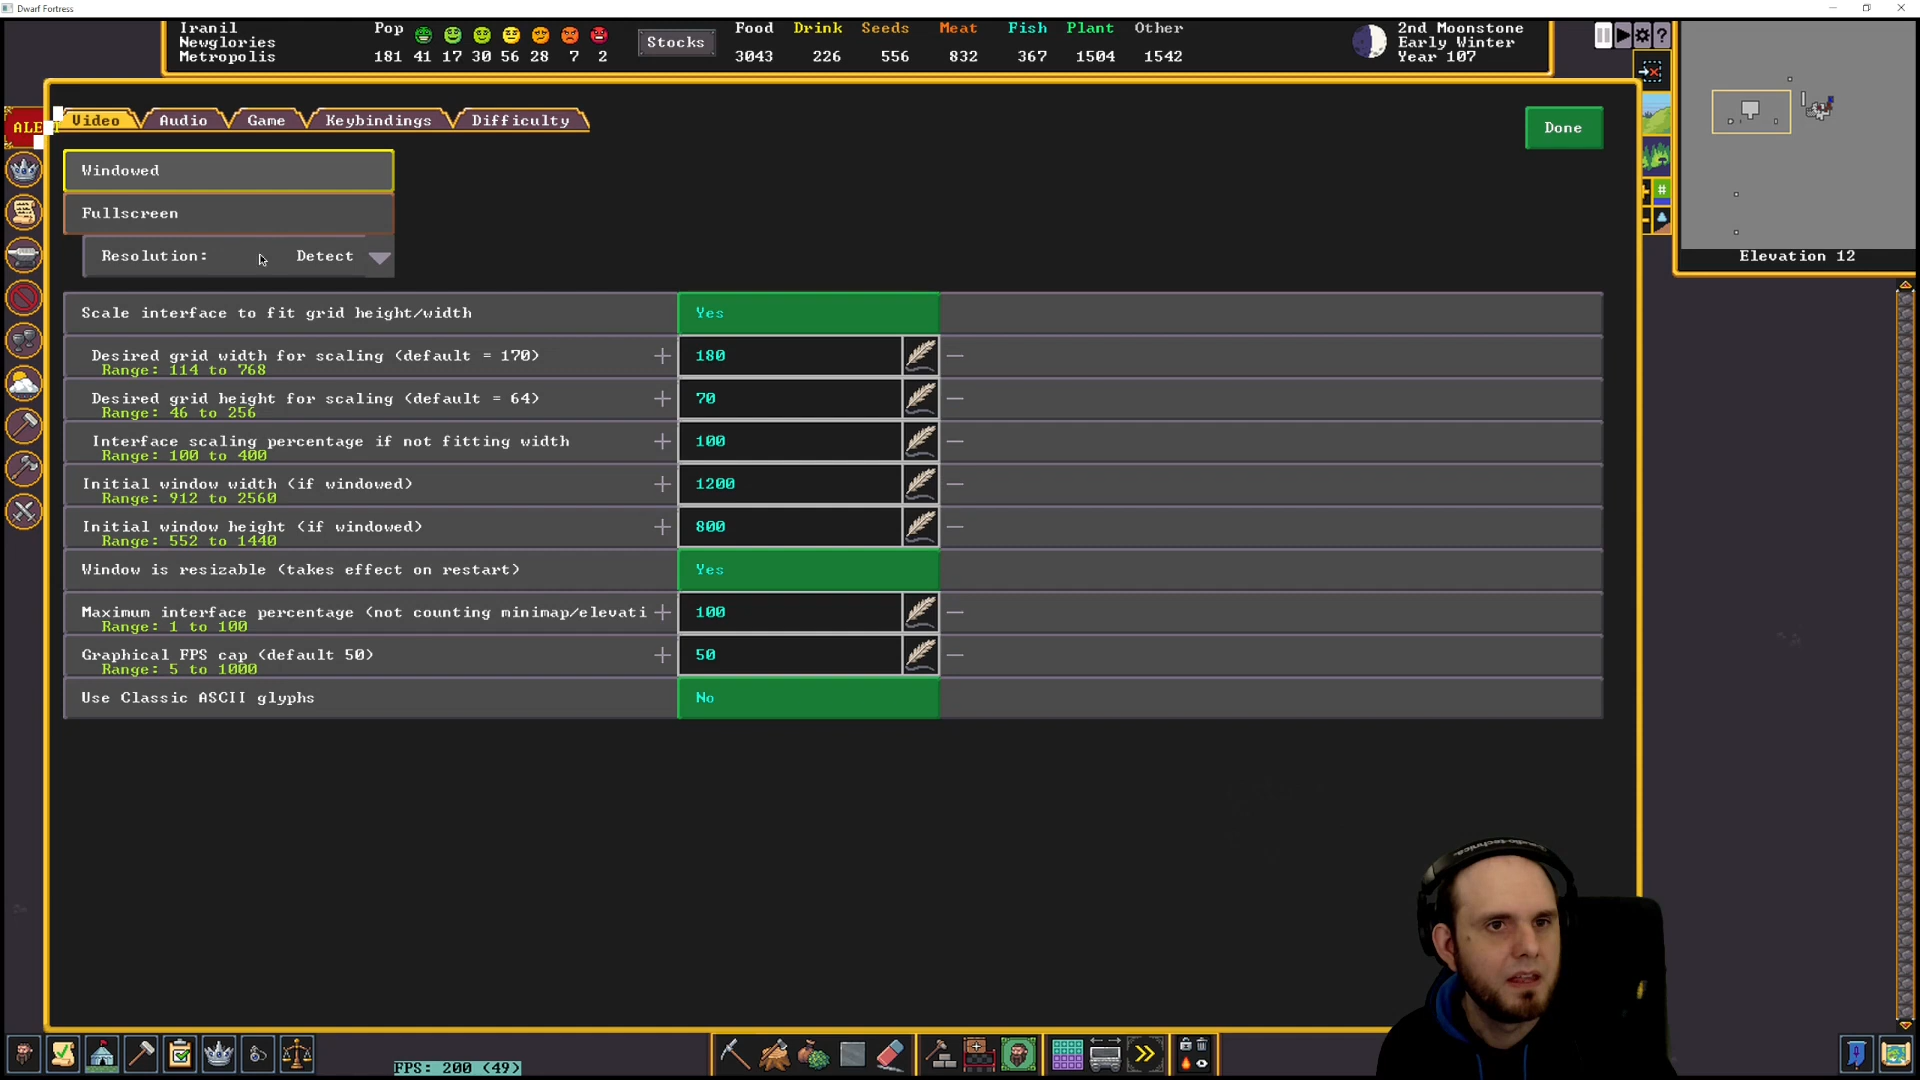 Dwarf Fortress
Iranil
Newglories
Metropolis
Pop
181 41 17 30 56 28 7 2
Stocks
Food Drink Seeds Meat Fish Plant Other
3043 226 556 832 367 1504 1542
2nd Moonstone
Early Winter
Year 107
ALE
Video Audio Game Keybindings Difficulty
Done
Windowed
Fullscreen
Resolution: Detect
Elevation 12
Scale interface to fit grid height/width Yes
Desired grid width for scaling (default = 170) 180
Range: 114 to 768
Desired grid height for scaling (default = 64) 70
Range: 46 to 256
Interface scaling percentage if not fitting width 100
Range: 100 to 400
Initial window width (if windowed) 1200
Range: 912 to 2560
Initial window height (if windowed) 800
Range: 552 to 1440
Window is resizable (takes effect on restart) Yes
Maximum interface percentage (not counting minimap/elevati 100
Range: 1 to 100
Graphical FPS cap (default 50) 50
Range: 5 to 1000
Use Classic ASCII glyphs No
FPS: 200 (49)